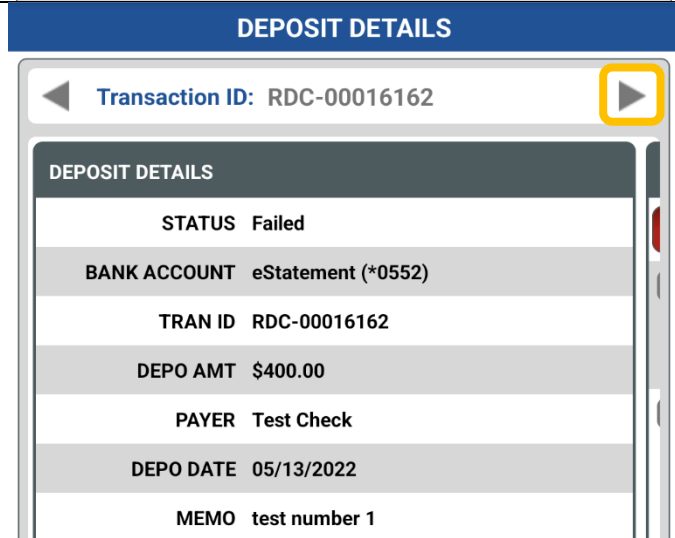 DEPOSIT DETAILS
Transaction ID: RDC-00016162
DEPOSIT DETAILS
STATUS Failed
BANK ACCOUNT eStatement (*0552)
TRAN ID RDC-00016162
DEPO AMT $400.00
PAYER Test Check
DEPO DATE 05/13/2022
MEMO test number 1